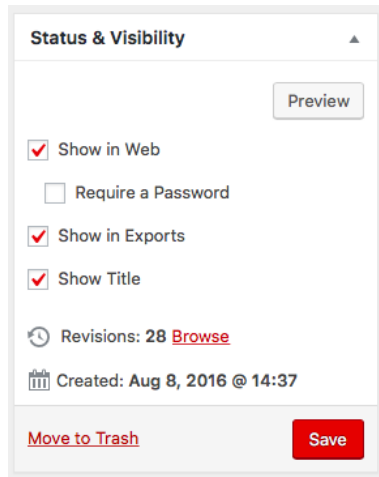 Status & Visibility
Preview
Show in Web
Require a Password
Show in Exports
Show Title
Revisions: 28 Browse
Created: Aug 8, 2016 @ 14:37
Move to Trash
Save